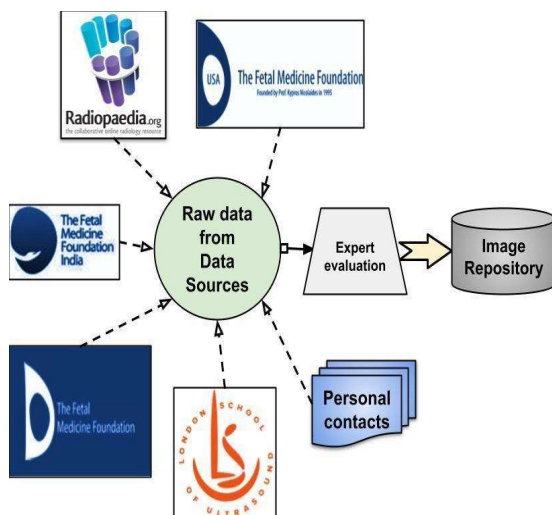 Radiopaedia.org
the collaborative online radiology resource
USA
The Fetal Medicine Foundation
Founded by Prof. Kypros Nicolaides in 1995
The Fetal
Medicine
Foundation
India
Raw data
from
Data
Sources
Expert
evaluation
Image
Repository
The Fetal
Medicine Foundation
LONDON SCHOOL
OF ULTRASOUND
Personal
contacts